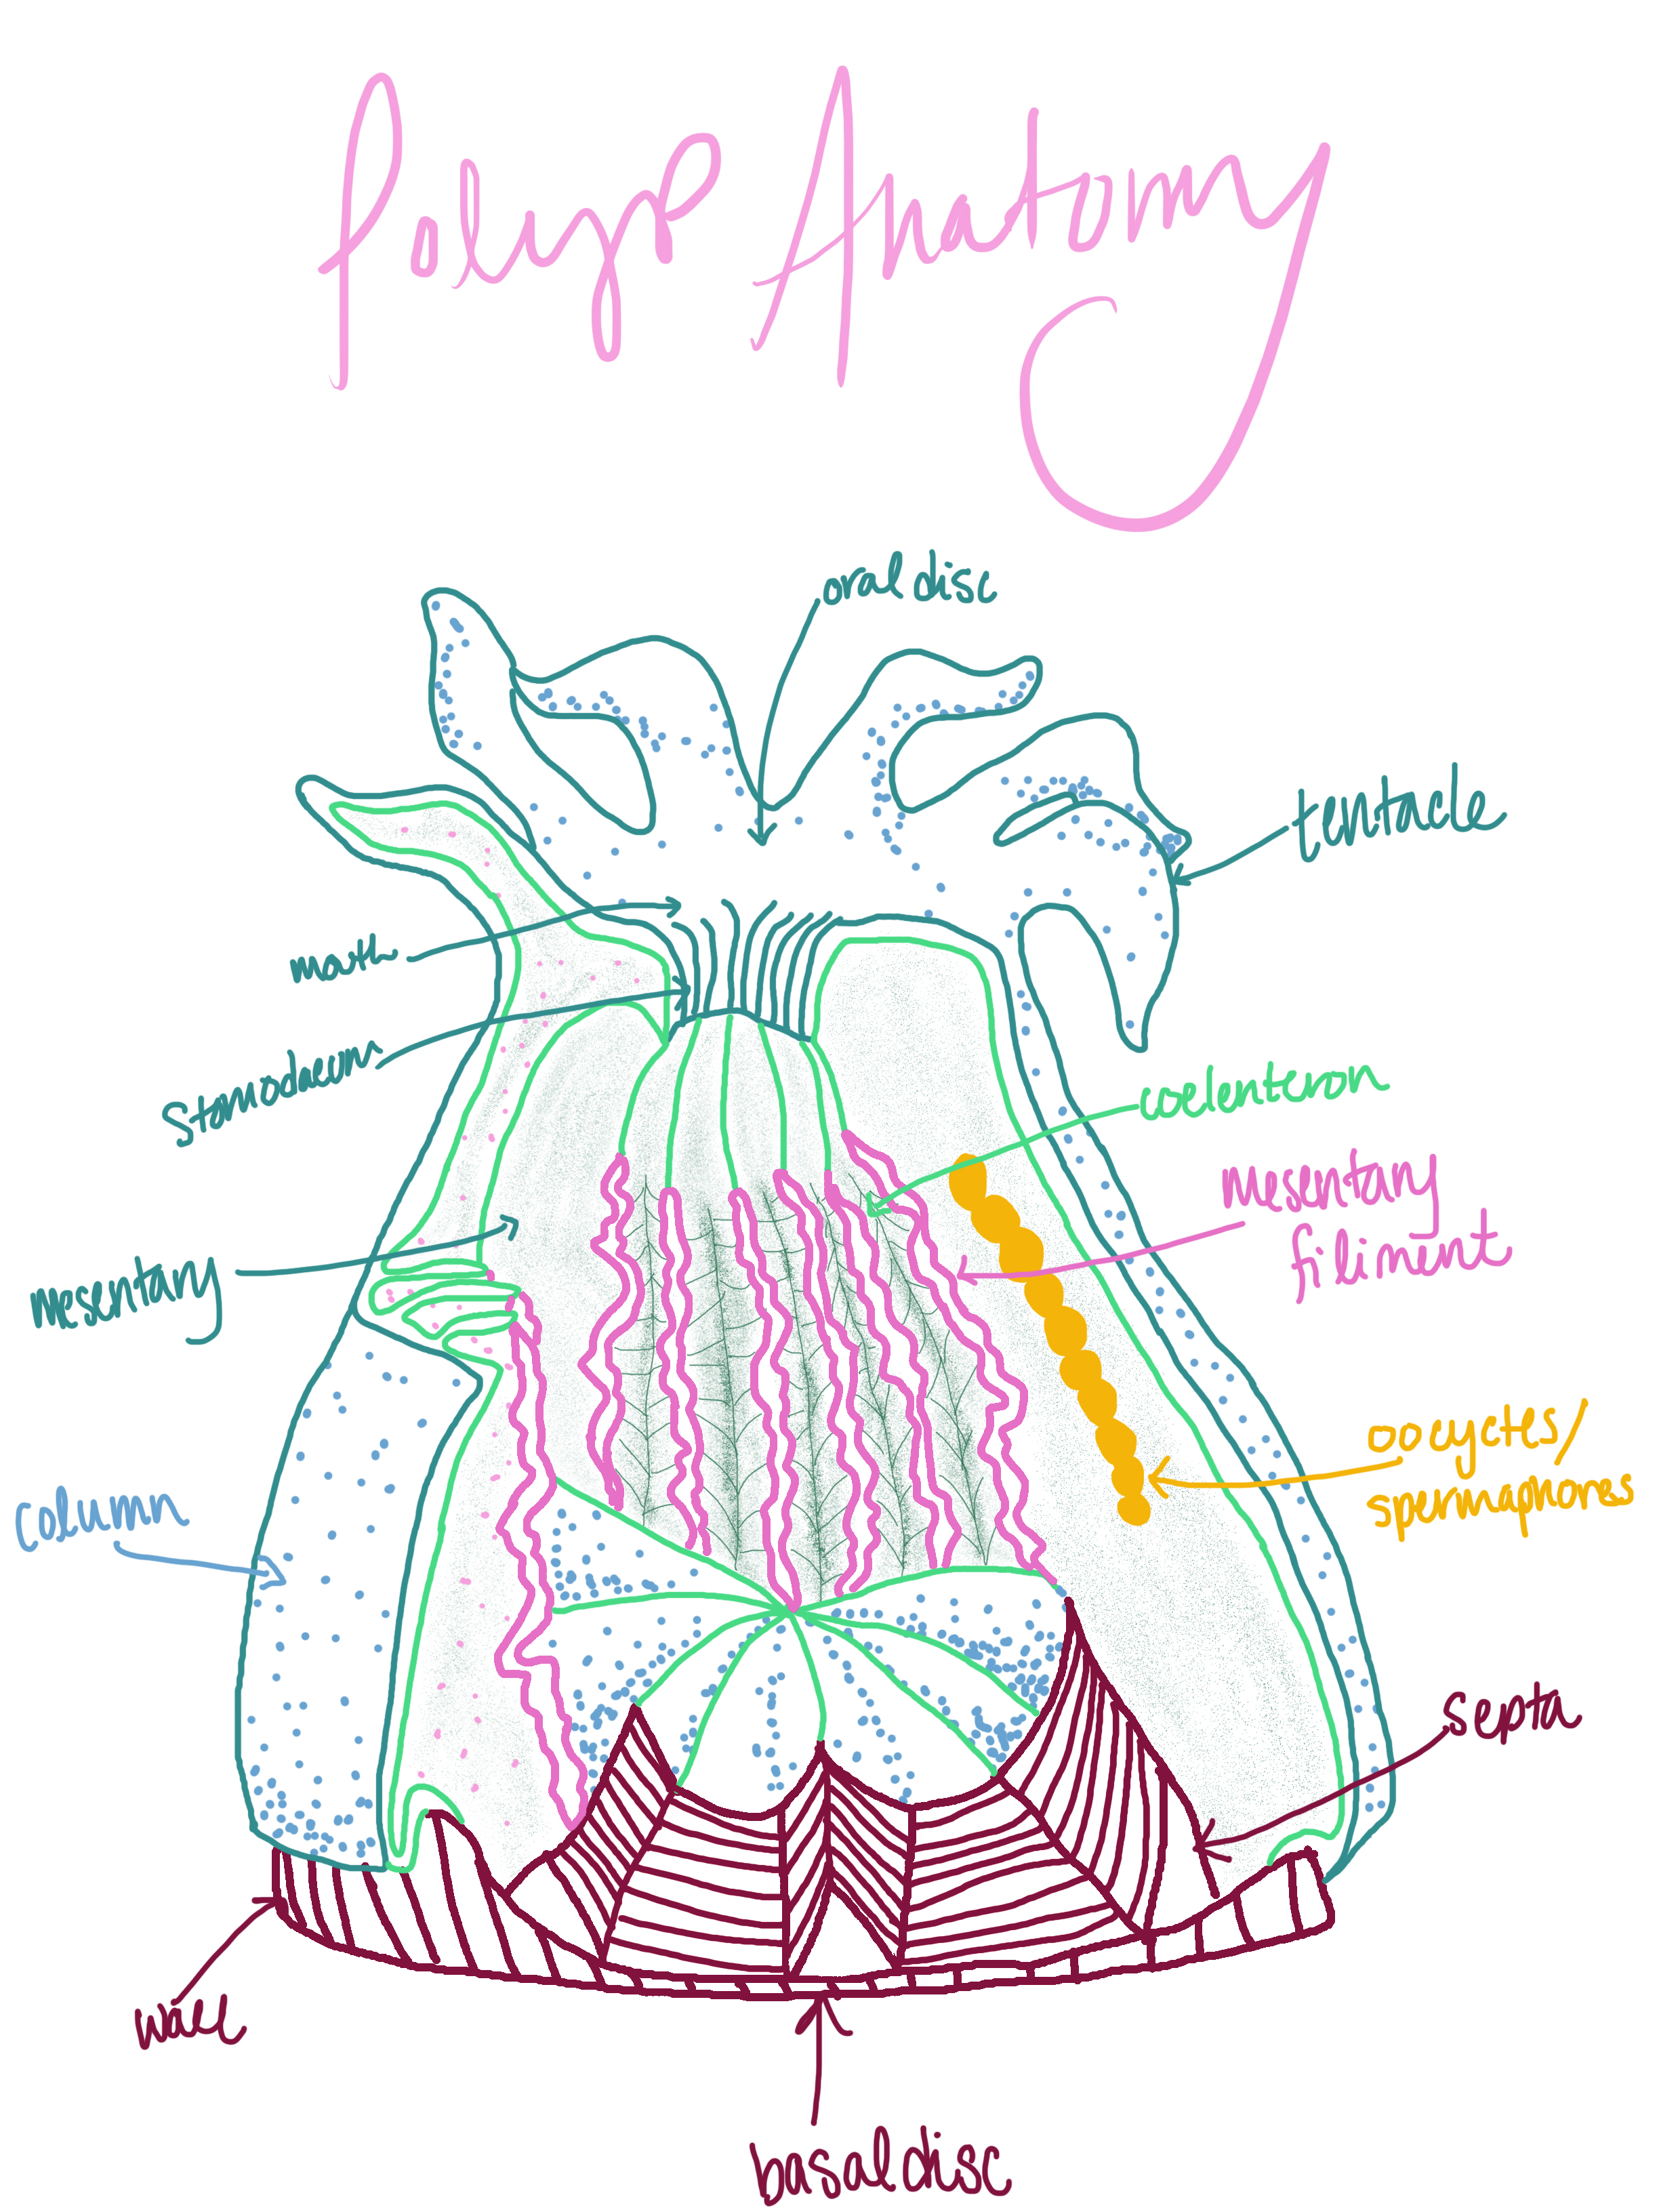 Polyp Anatomy
oral disc
tentacle
mouth
stomodaeum
coelenteron
mesentary
filiment
mesentary
oocyctes/
spermaphores
column
septa
wall
basal disc